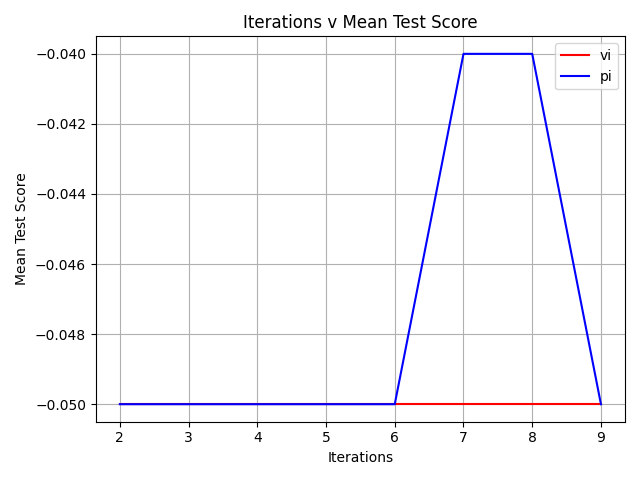 Iterations v Mean Test Score
vi
pi
Mean Test Score
−0.040
−0.042
−0.044
−0.046
−0.048
−0.050
2 3 4 5 6 7 8 9
Iterations